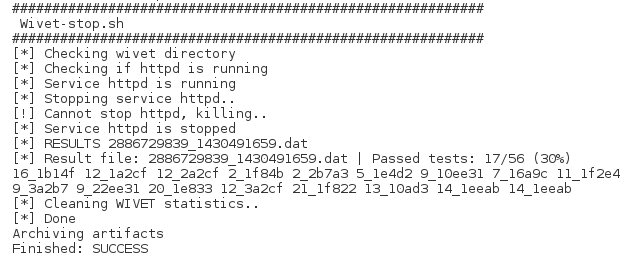 ###########################################################
Wivet-stop.sh
###########################################################
[*] Checking wivet directory
[*] Checking if httpd is running
[*] Service httpd is running
[*] Stopping service httpd..
[!] Cannot stop httpd, killing..
[*] Service httpd is stopped
[*] RESULTS 2886729839_1430491659.dat
[*] Result file: 2886729839_1430491659.dat | Passed tests: 17/56 (30%)
16_1b14f 12_1a2cf 12_2a2cf 2_1f84b 2_2b7a3 5_1e4d2 9_10ee31 7_16a9c 11_1f2e4
9_3a2b7 9_22ee31 20_1e833 12_3a2cf 21_1f822 13_10ad3 14_1eeab 14_1eeab
[*] Cleaning WIVET statistics..
[*] Done
Archiving artifacts
Finished: SUCCESS